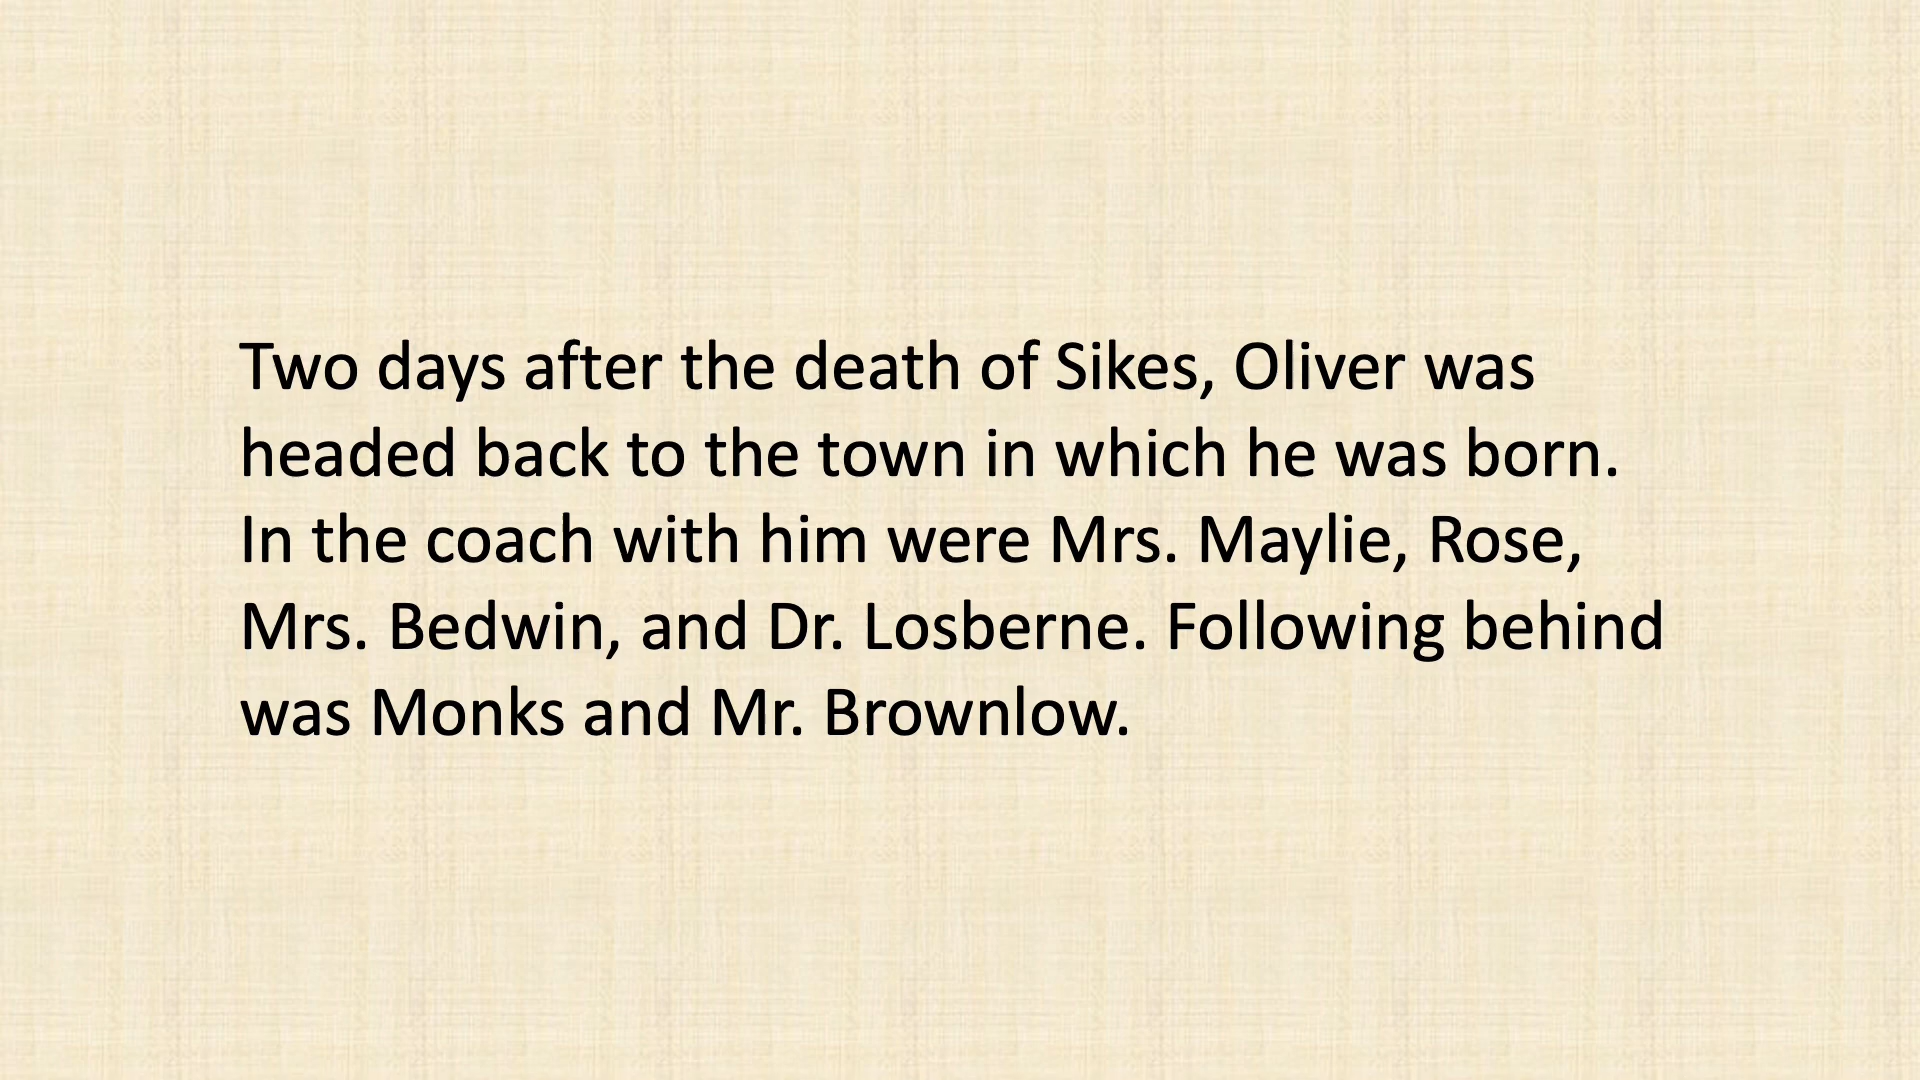 Two days after the death of Sikes, Oliver was
headed back to the town in which he was born.
In the coach with him were Mrs. Maylie, Rose,
Mrs. Bedwin, and Dr. Losberne. Following behind
was Monks and Mr. Brownlow.